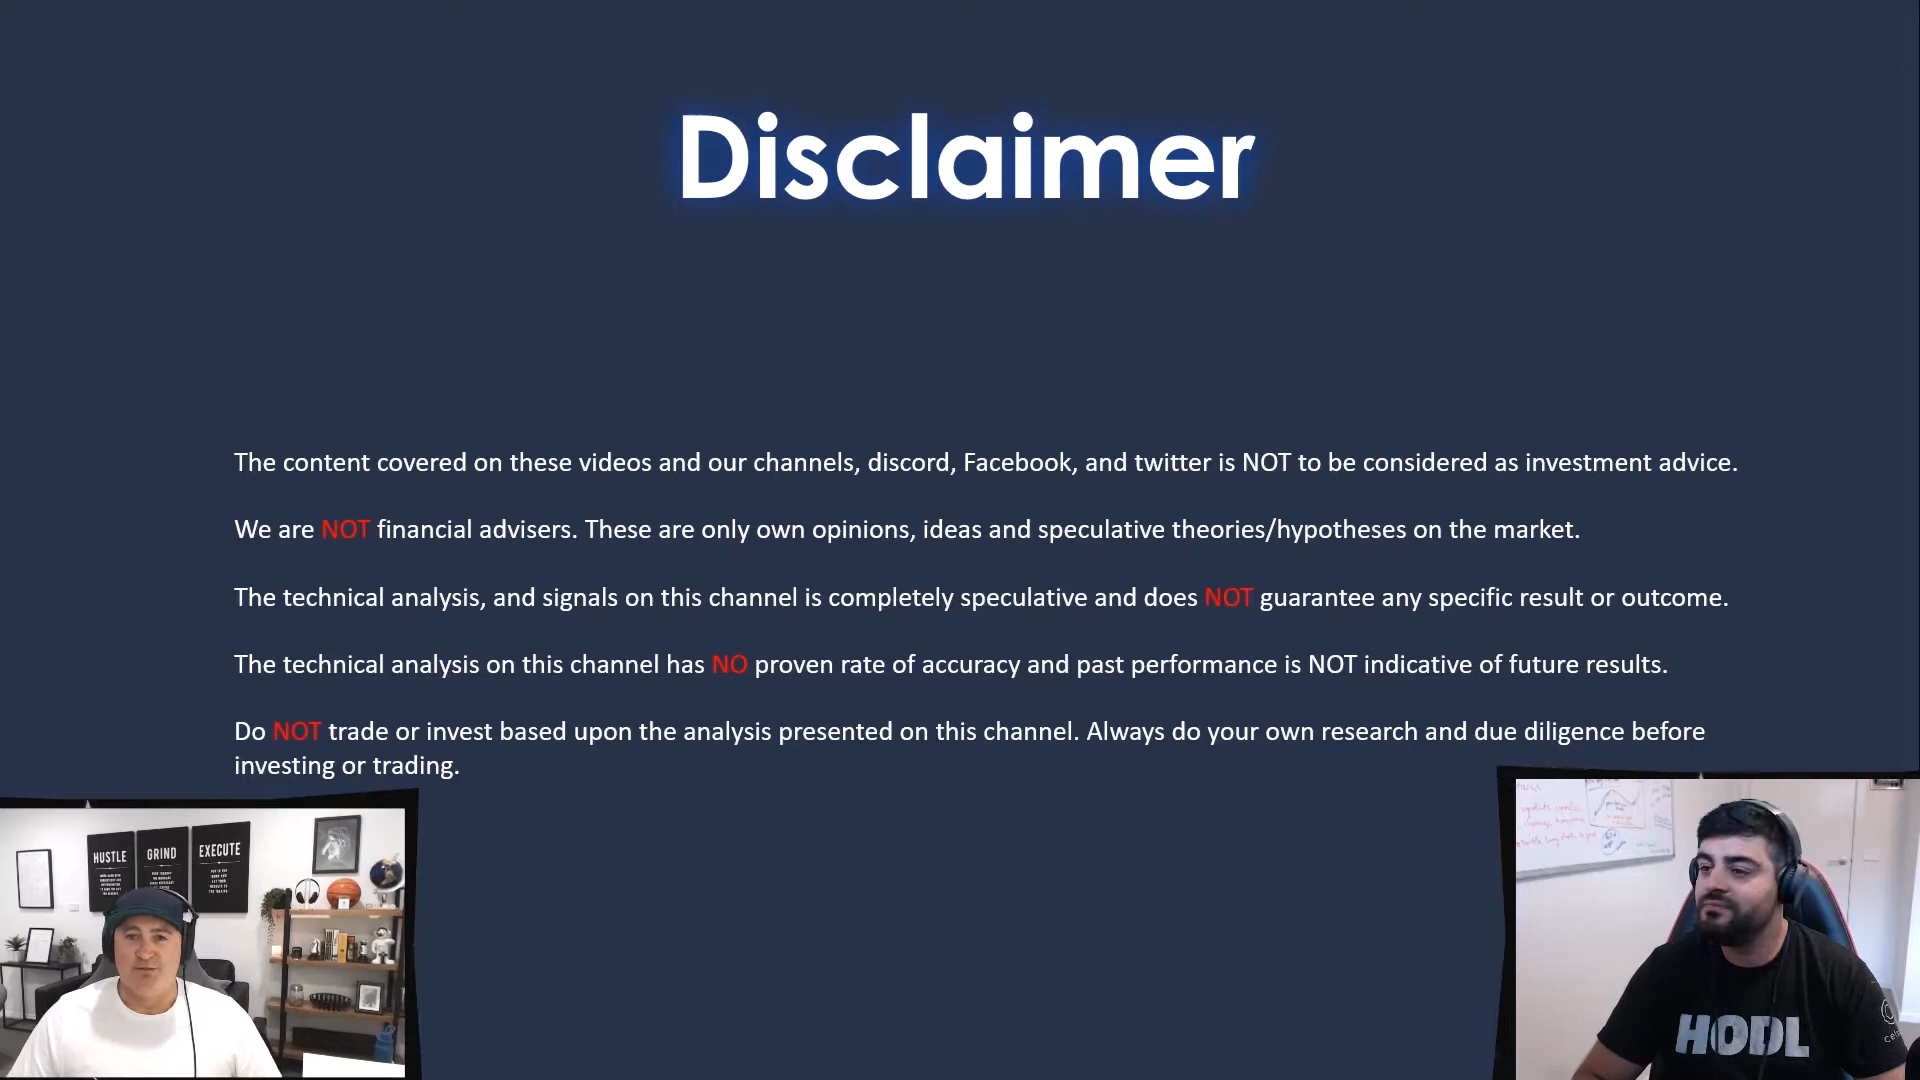 Disclaimer
The content covered on these videos and our channels, discord, Facebook, and twitter is NOT to be considered as investment advice.
We are NOT financial advisers. These are only own opinions, ideas and speculative theories/hypotheses on the market.
The technical analysis, and signals on this channel is completely speculative and does NOT guarantee any specific result or outcome.
The technical analysis on this channel has NO proven rate of accuracy and past performance is NOT indicative of future results.
Do NOT trade or invest based upon the analysis presented on this channel. Always do your own research and due diligence before
investing or trading.
HUSTLE
GRIND
EXECUTE
HODL